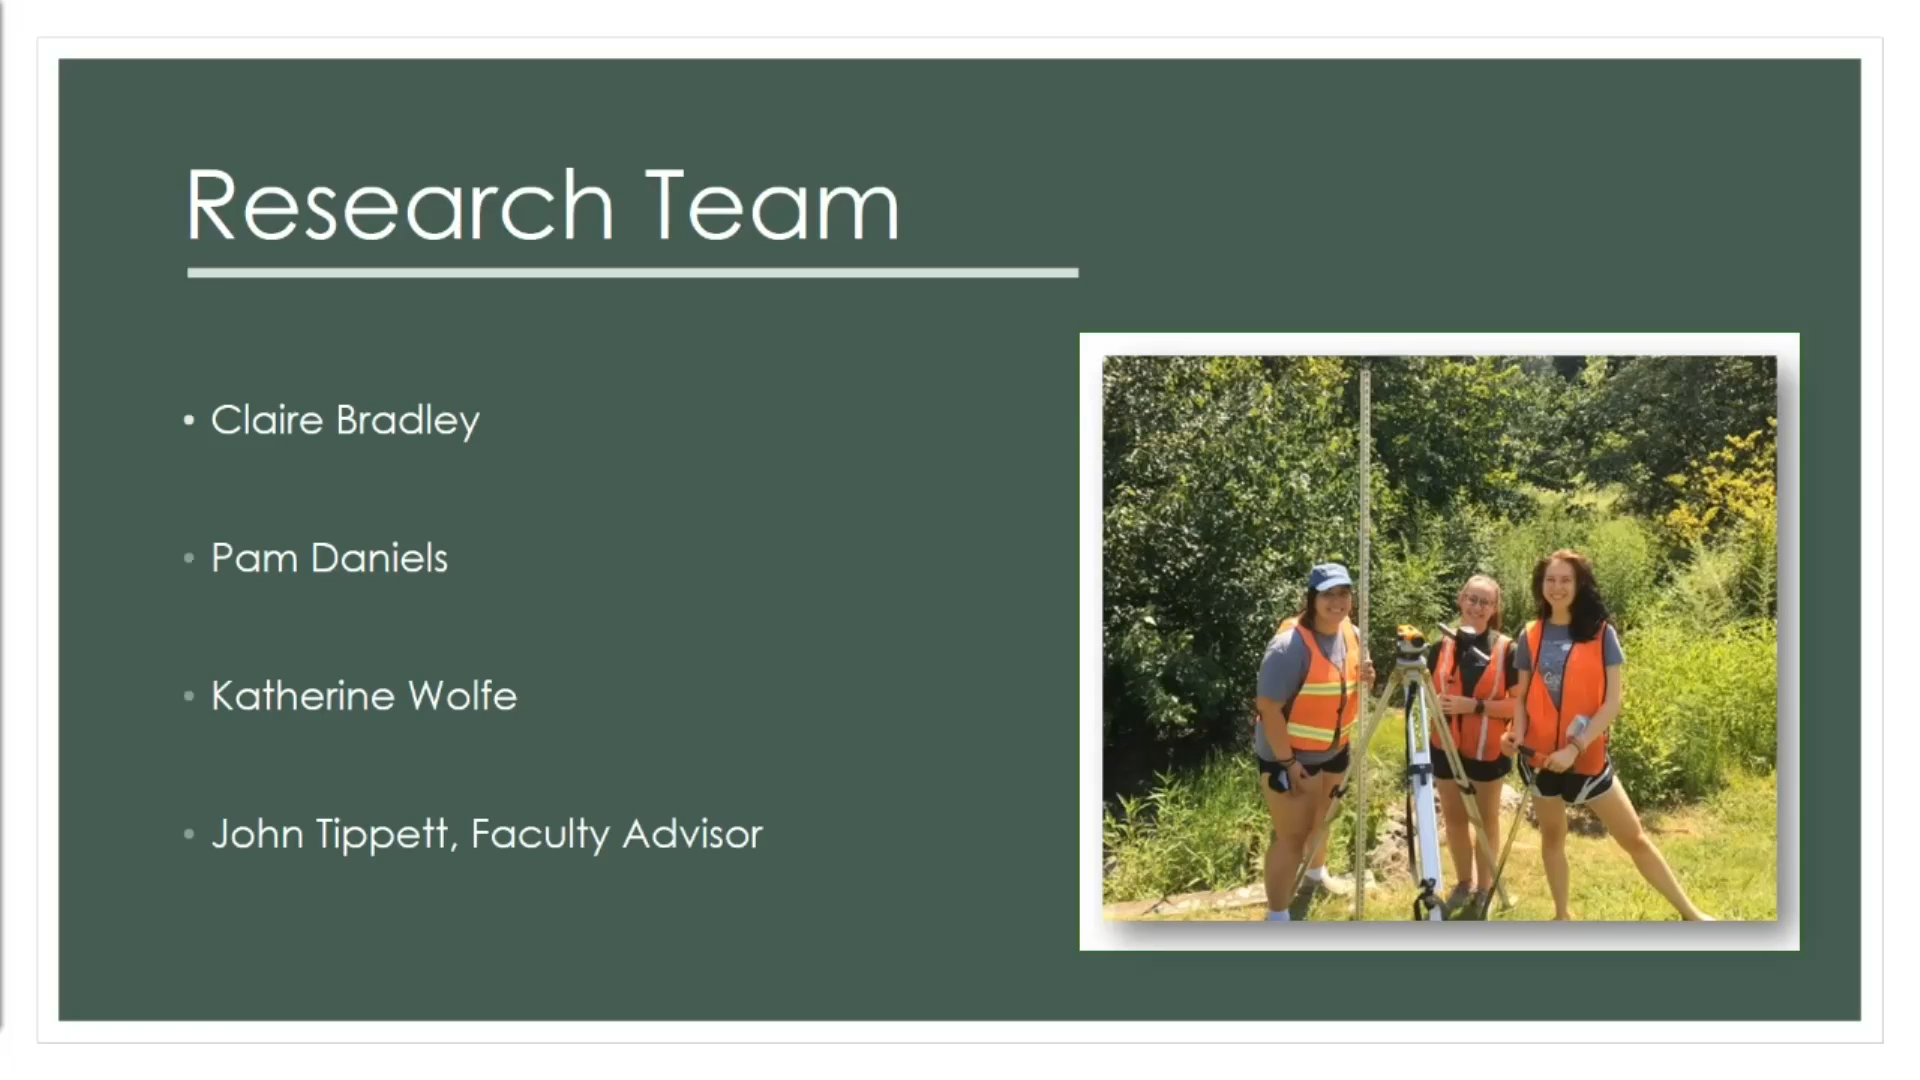 Research Team
• Claire Bradley
• Pam Daniels
• Katherine Wolfe
• John Tippett, Faculty Advisor